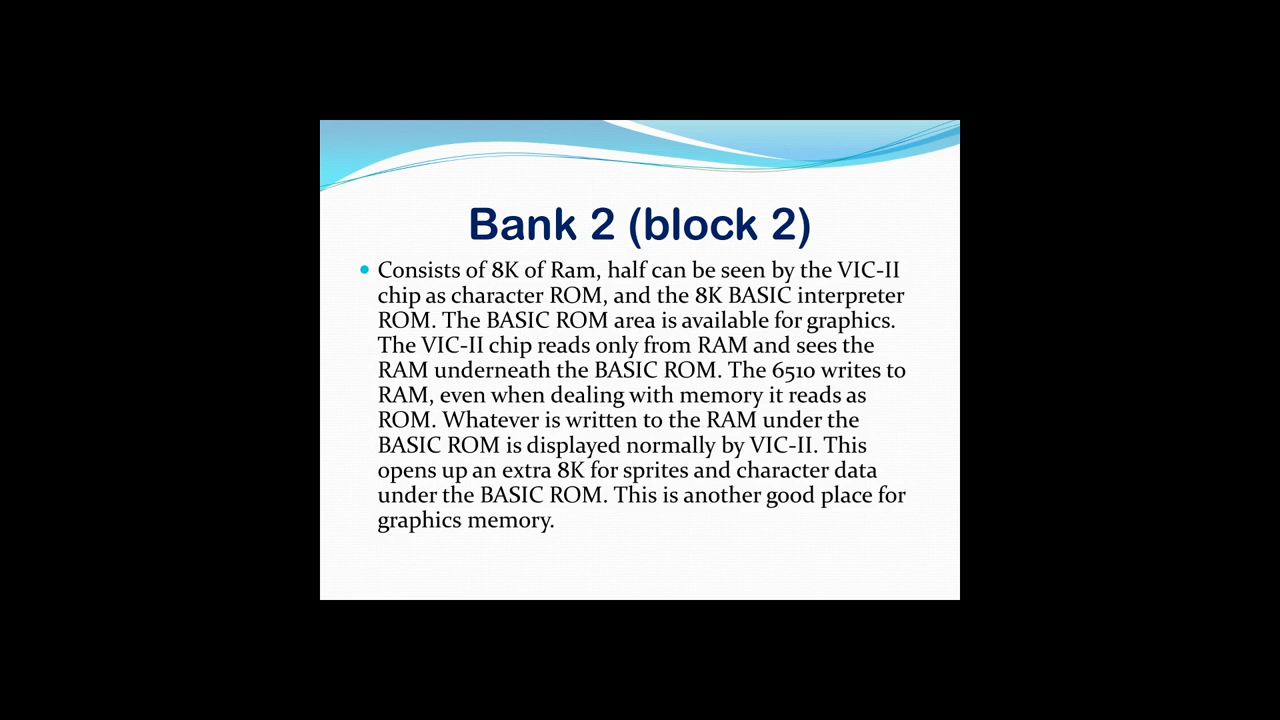 Bank 2 (block 2)
• Consists of 8K of Ram, half can be seen by the VIC-II
chip as character ROM, and the 8K BASIC interpreter
ROM. The BASIC ROM area is available for graphics.
The VIC-II chip reads only from RAM and sees the
RAM underneath the BASIC ROM. The 6510 writes to
RAM, even when dealing with memory it reads as
ROM. Whatever is written to the RAM under the
BASIC ROM is displayed normally by VIC-II. This
opens up an extra 8K for sprites and character data
under the BASIC ROM. This is another good place for
graphics memory.